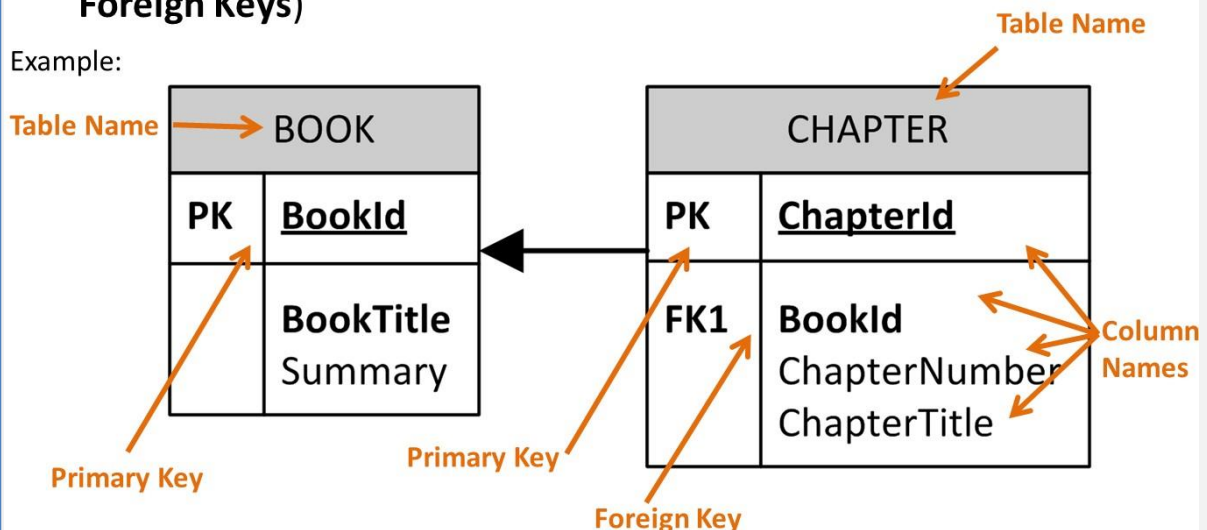 Foreign Keys)
Example:
Table Name
Table Name
BOOK
CHAPTER
PK
BookId
PK
ChapterId
BookTitle
Summary
FK1
BookId
ChapterNumber
ChapterTitle
Column
Names
Primary Key
Primary Key
Foreign Key